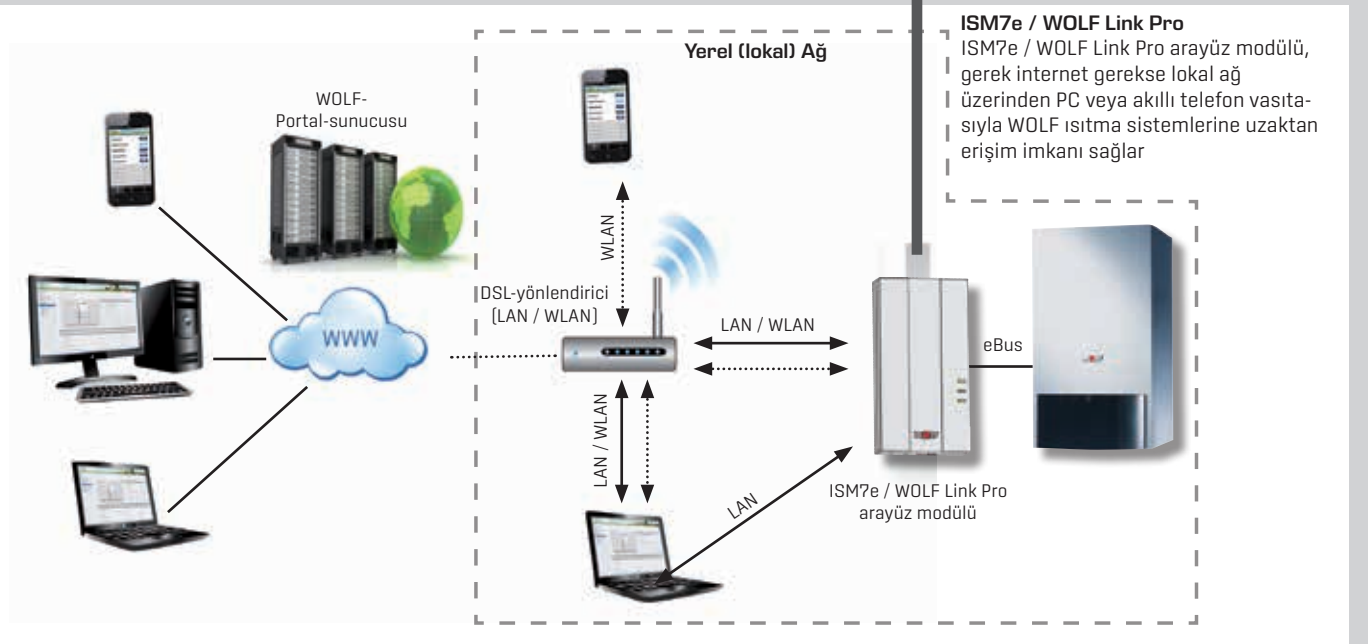 ISM7e / WOLF Link Pro
ISM7e / WOLF Link Pro arayüz modülü,
gerek internet gerekse lokal ağ
üzerinden PC veya akıllı telefon vasıta-
sıyla WOLF ısıtma sistemlerine uzaktan
erişim imkanı sağlar
Yerel (lokal) Ağ
WOLF-
Portal-sunucusu
WLAN
DSL-yönlendirici
(LAN / WLAN)
WWW
LAN / WLAN
eBus
LAN / WLAN
LAN
ISM7e / WOLF Link Pro
arayüz modülü